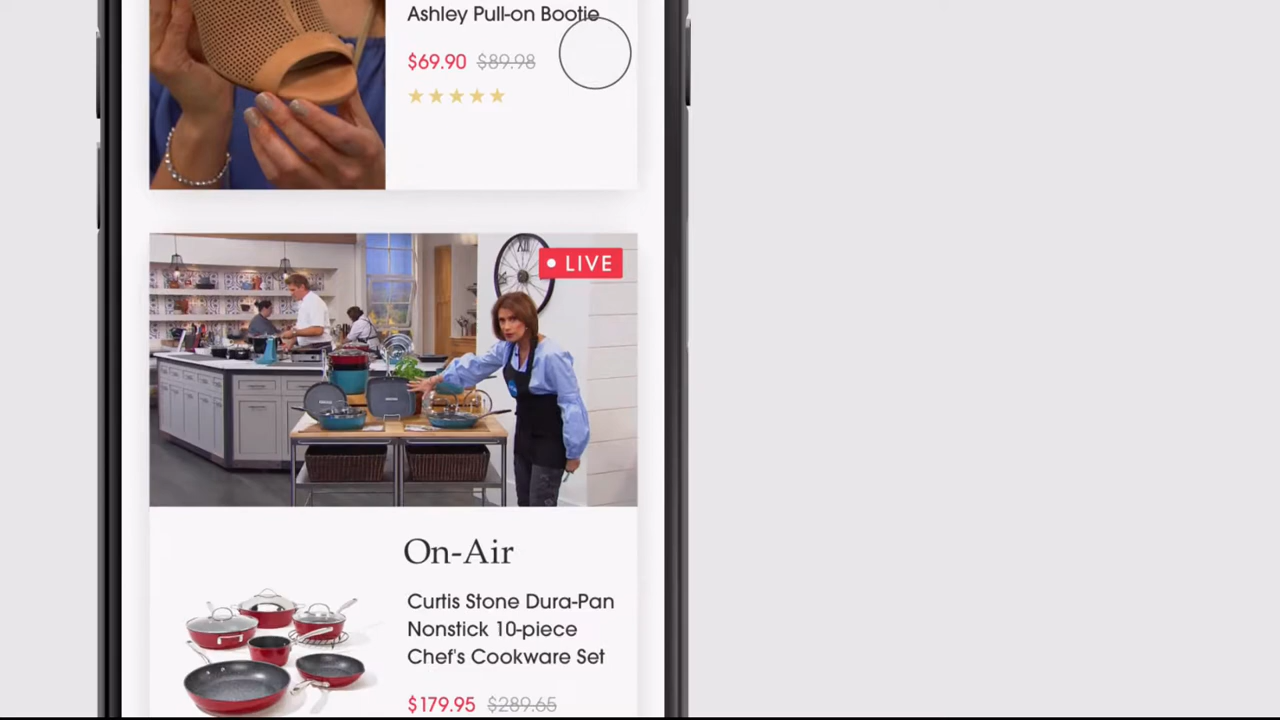 Ashley Pull-on Bootie
$69.90 $89.98
LIVE
On-Air
Curtis Stone Dura-Pan
Nonstick 10-piece
Chef's Cookware Set
$179.95 $289.65